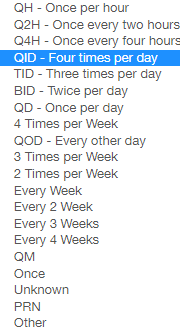 QH - Once per hour
Q2H - Once every two hours
Q4H - Once every four hours
QID - Four times per day
TID - Three times per day
BID - Twice per day
QD - Once per day
4 Times per Week
QOD - Every other day
3 Times per Week
2 Times per Week
Every Week
Every 2 Week
Every 3 Weeks
Every 4 Weeks
QM
Once
Unknown
PRN
Other